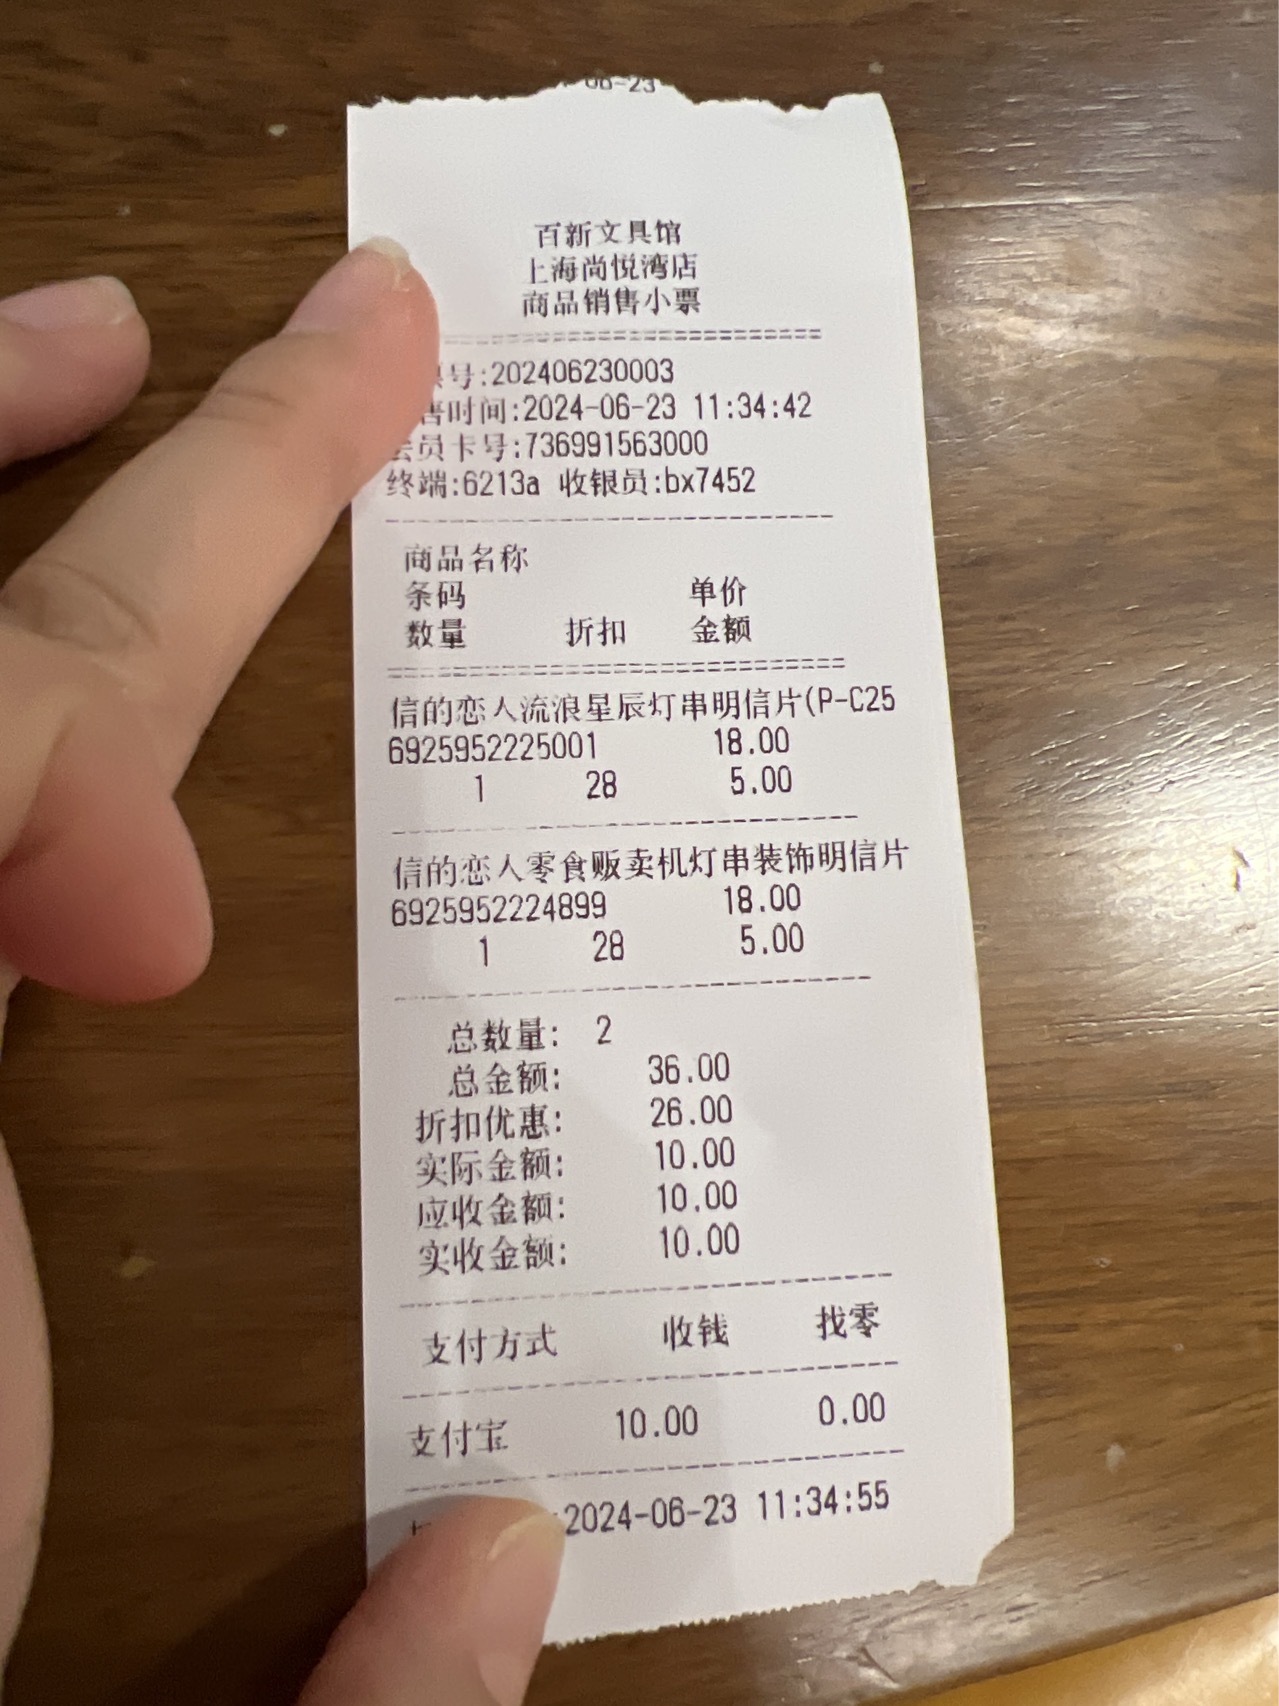 06-23
百新文具馆
上海尚悦湾店
商品销售小票
号:202406230003
售时间:2024-06-23 11:34:42
会员卡号:736991563000
终端:6213a 收银员:bx7452
商品名称
条码 单价
数量 折扣 金额
信的恋人流浪星辰灯串明信片(P-C25
6925952225001 18.00
1 28 5.00
信的恋人零食贩卖机灯串装饰明信片
6925952224899 18.00
1 28 5.00
总数量: 2
总金额: 36.00
折扣优惠: 26.00
实际金额: 10.00
应收金额: 10.00
实收金额: 10.00
支付方式 收钱 找零
支付宝 10.00 0.00
:2024-06-23 11:34:55